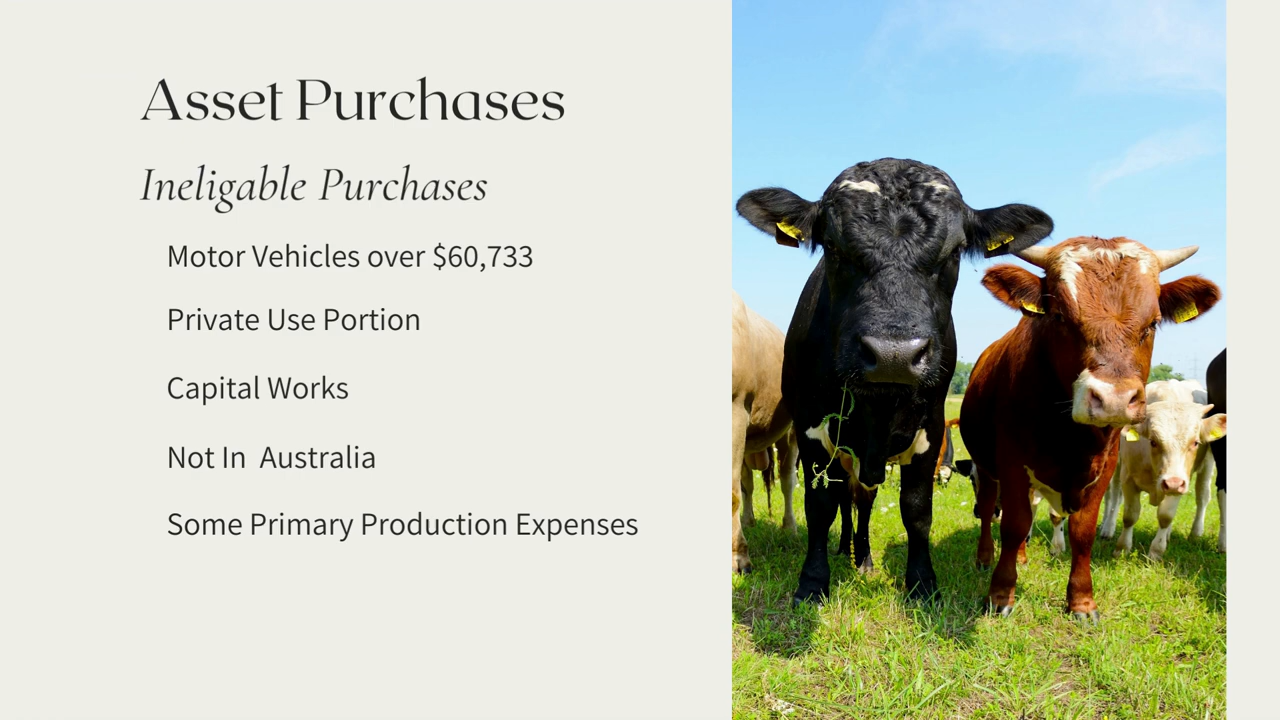 Asset Purchases
Ineligable Purchases
Motor Vehicles over $60,733
Private Use Portion
Capital Works
Not In  Australia
Some Primary Production Expenses